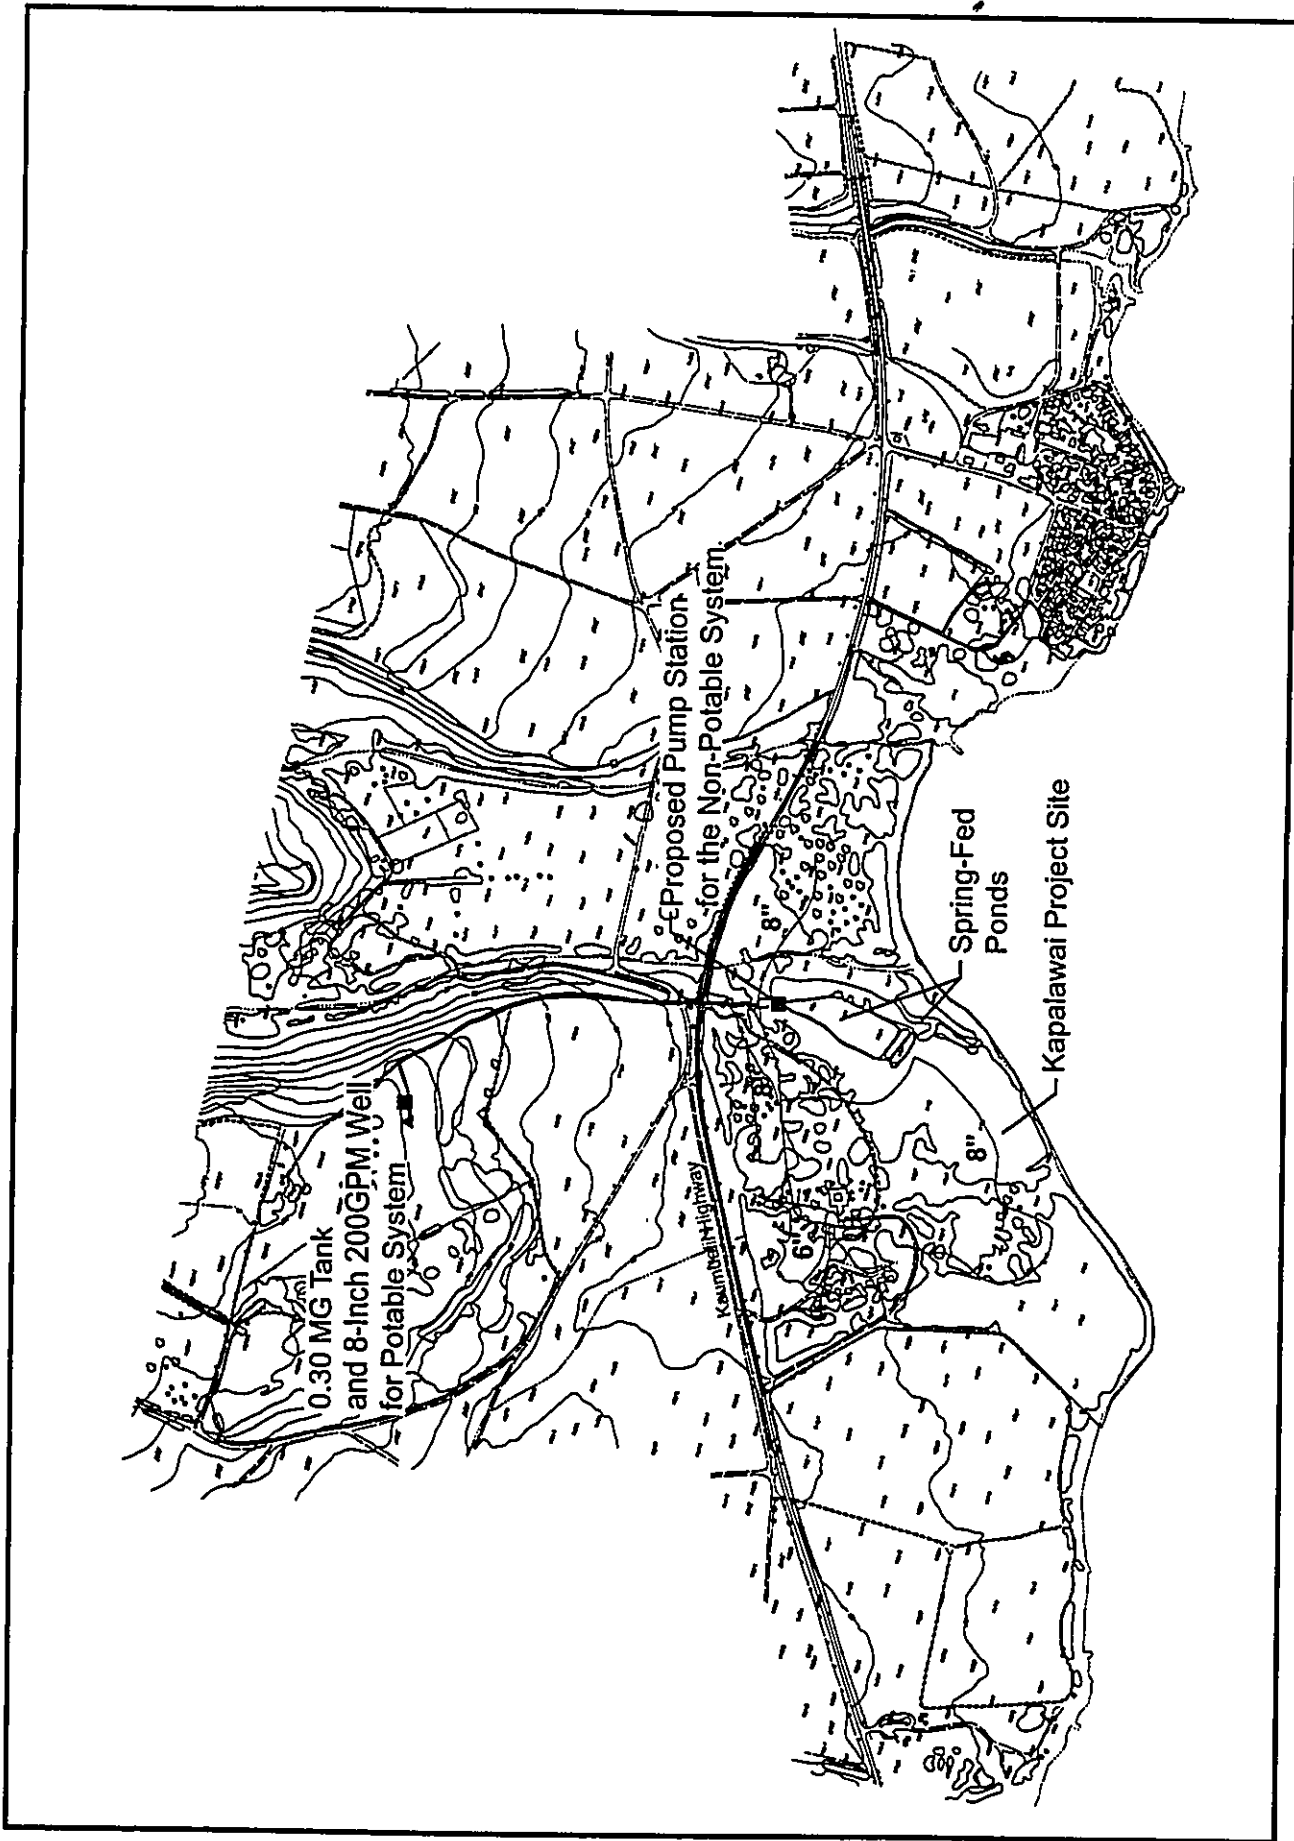 0.30 MG Tank
and 8-Inch 200GPM Well
for Potable System
Proposed Pump Station
for the Non-Potable System
Kaumualii Highway
8"
8"
6"
8"
Spring-Fed
Ponds
Kapalawai Project Site